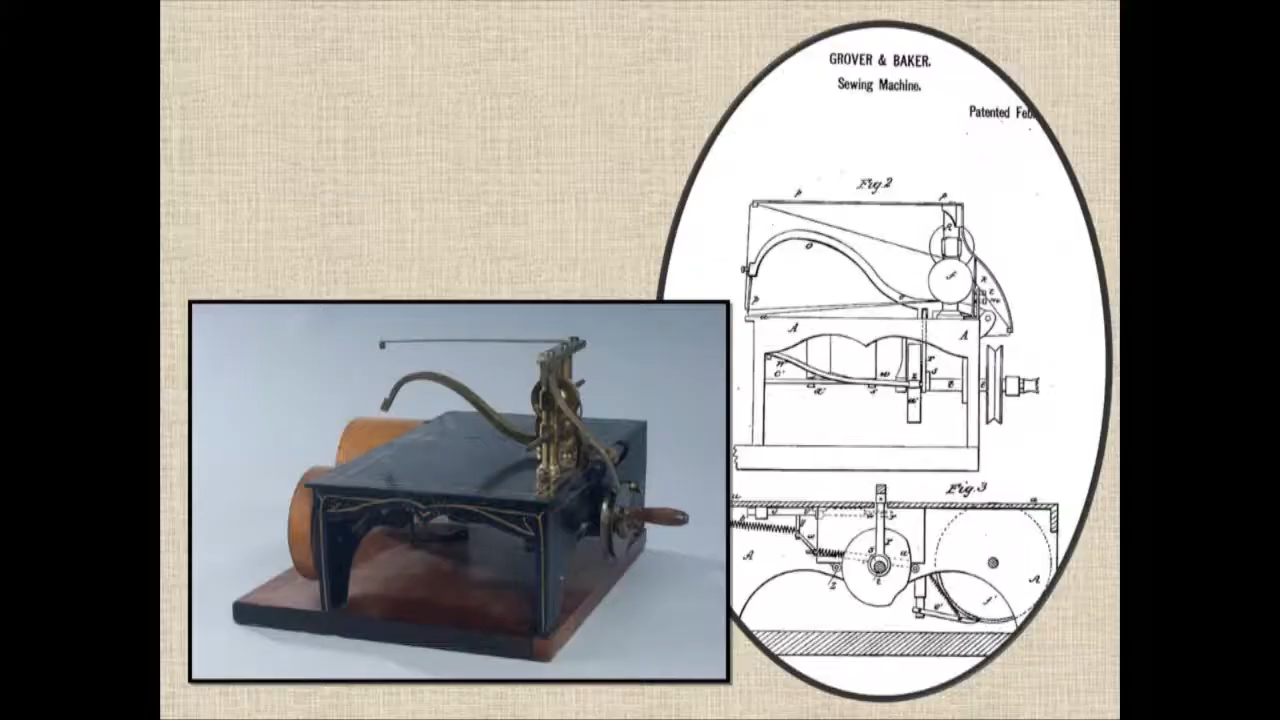 GROVER & BAKER.
Sewing Machine.
Patented Feb
Fig. 2
Fig. 3